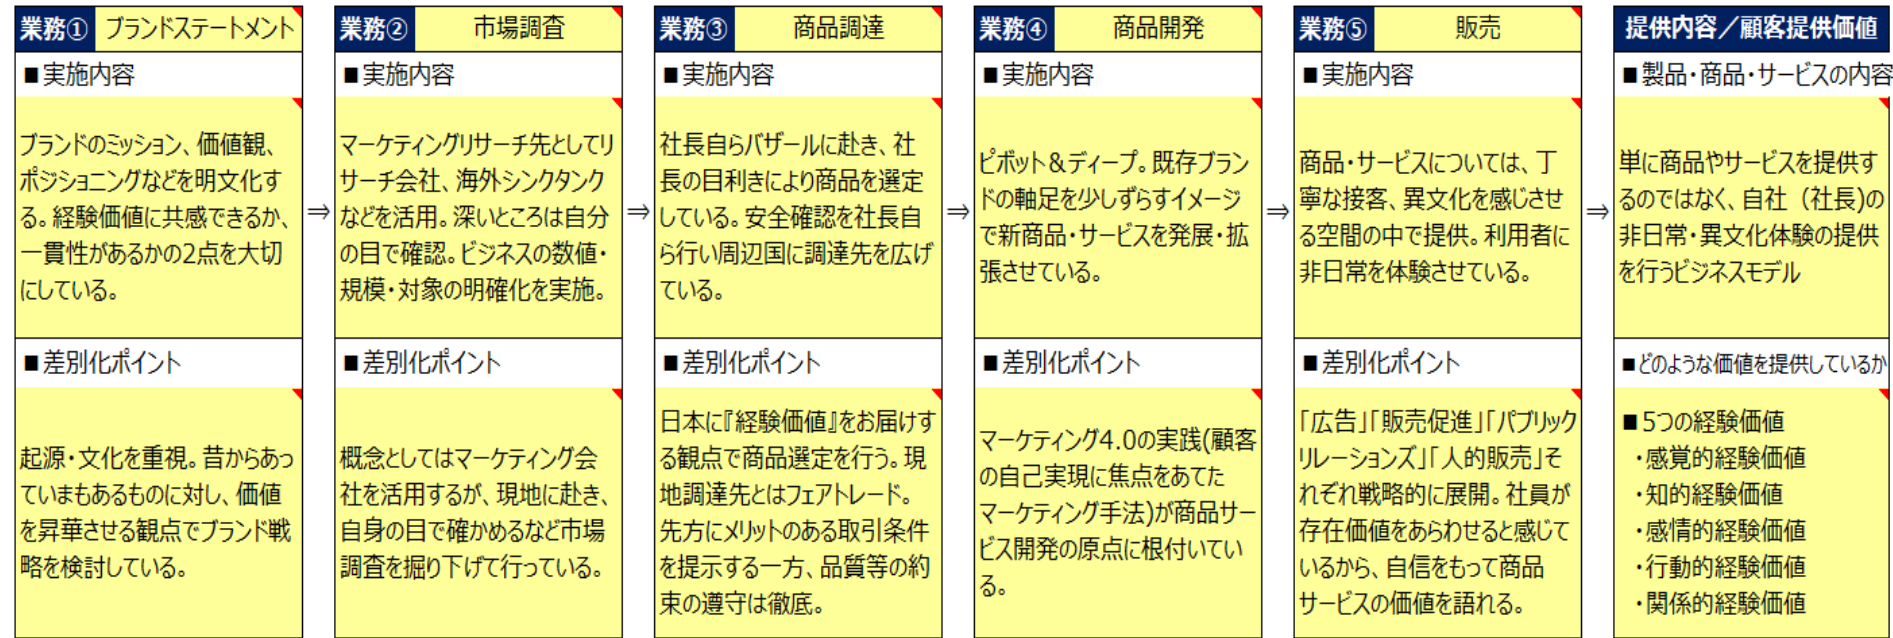 業務① ブランドステートメント
■実施内容
ブランドのミッション、価値観、
ポジショニングなどを明文化す
る。経験価値に共感できるか、
一貫性があるかの2点を大切
にしている。
■差別化ポイント
起源・文化を重視。昔からあっ
ていまもあるものに対し、価値
を昇華させる観点でブランド戦
略を検討している。
⇒
業務② 市場調査
■実施内容
マーケティングリサーチ先としてリ
サーチ会社、海外シンクタンク
などを活用。深いところは自分
の目で確認。ビジネスの数値・
規模・対象の明確化を実施。
■差別化ポイント
概念としてはマーケティング会
社を活用するが、現地に赴き、
自身の目で確かめるなど市場
調査を掘り下げて行っている。
⇒
業務③ 商品調達
■実施内容
社長自らバザールに赴き、社
長の目利きにより商品を選定
している。安全確認を社長自
ら行い周辺国に調達先を広げ
ている。
■差別化ポイント
日本に『経験価値』をお届けす
る観点で商品選定を行う。現
地調達先とはフェアトレード。
先方にメリットのある取引条件
を提示する一方、品質等の約
束の遵守は徹底。
⇒
業務④ 商品開発
■実施内容
ピボット＆ディープ。既存ブラン
ドの軸足を少しずらすイメージ
で新商品・サービスを発展・拡
張させている。
■差別化ポイント
マーケティング4.0の実践(顧客
の自己実現に焦点をあてた
マーケティング手法)が商品サー
ビス開発の原点に根付いてい
る。
⇒
業務⑤ 販売
■実施内容
商品・サービスについては、丁
寧な接客、異文化を感じさせ
る空間の中で提供。利用者に
非日常を体験させている。
■差別化ポイント
「広告」「販売促進」「パブリック
リレーションズ」「人的販売」そ
れぞれ戦略的に展開。社員が
存在価値をあらわせると感じて
いるから、自信をもって商品
サービスの価値を語れる。
⇒
提供内容／顧客提供価値
■製品・商品・サービスの内容
単に商品やサービスを提供す
るのではなく、自社（社長)の
非日常・異文化体験の提供
を行うビジネスモデル
■どのような価値を提供しているか
■5つの経験価値
・感覚的経験価値
・知的経験価値
・感情的経験価値
・行動的経験価値
・関係的経験価値